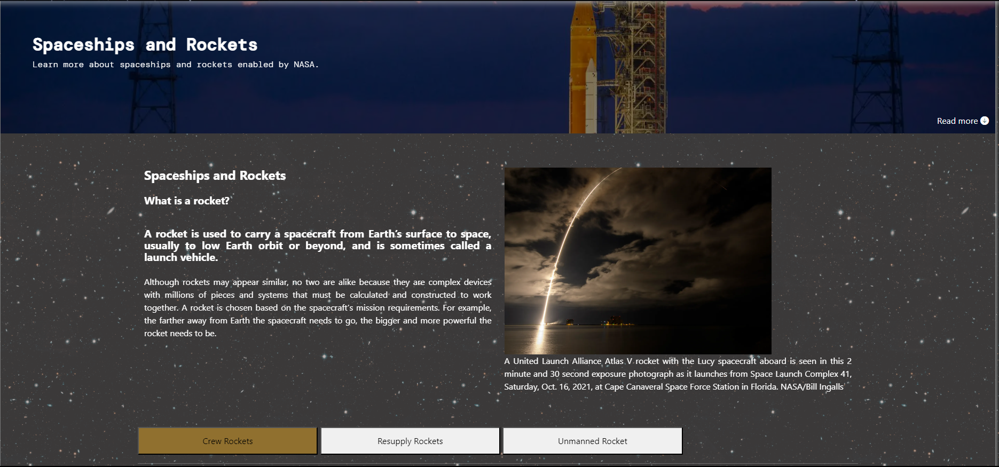 Spaceships and Rockets
Learn more about spaceships and rockets enabled by NASA.
Read more
Spaceships and Rockets
What is a rocket?
A rocket is used to carry a spacecraft from Earth’s surface to space,
usually to low Earth orbit or beyond, and is sometimes called a
launch vehicle.
Although rockets may appear similar, no two are alike because they are complex devices
with millions of pieces and systems that must be calculated and constructed to work
together. A rocket is chosen based on the spacecraft’s mission requirements. For example,
the farther away from Earth the spacecraft needs to go, the bigger and more powerful the
rocket needs to be.
A United Launch Alliance Atlas V rocket with the Lucy spacecraft aboard is seen in this 2
minute and 30 second exposure photograph as it launches from Space Launch Complex 41,
Saturday, Oct. 16, 2021, at Cape Canaveral Space Force Station in Florida. NASA/Bill Ingalls
Crew Rockets
Resupply Rockets
Unmanned Rocket